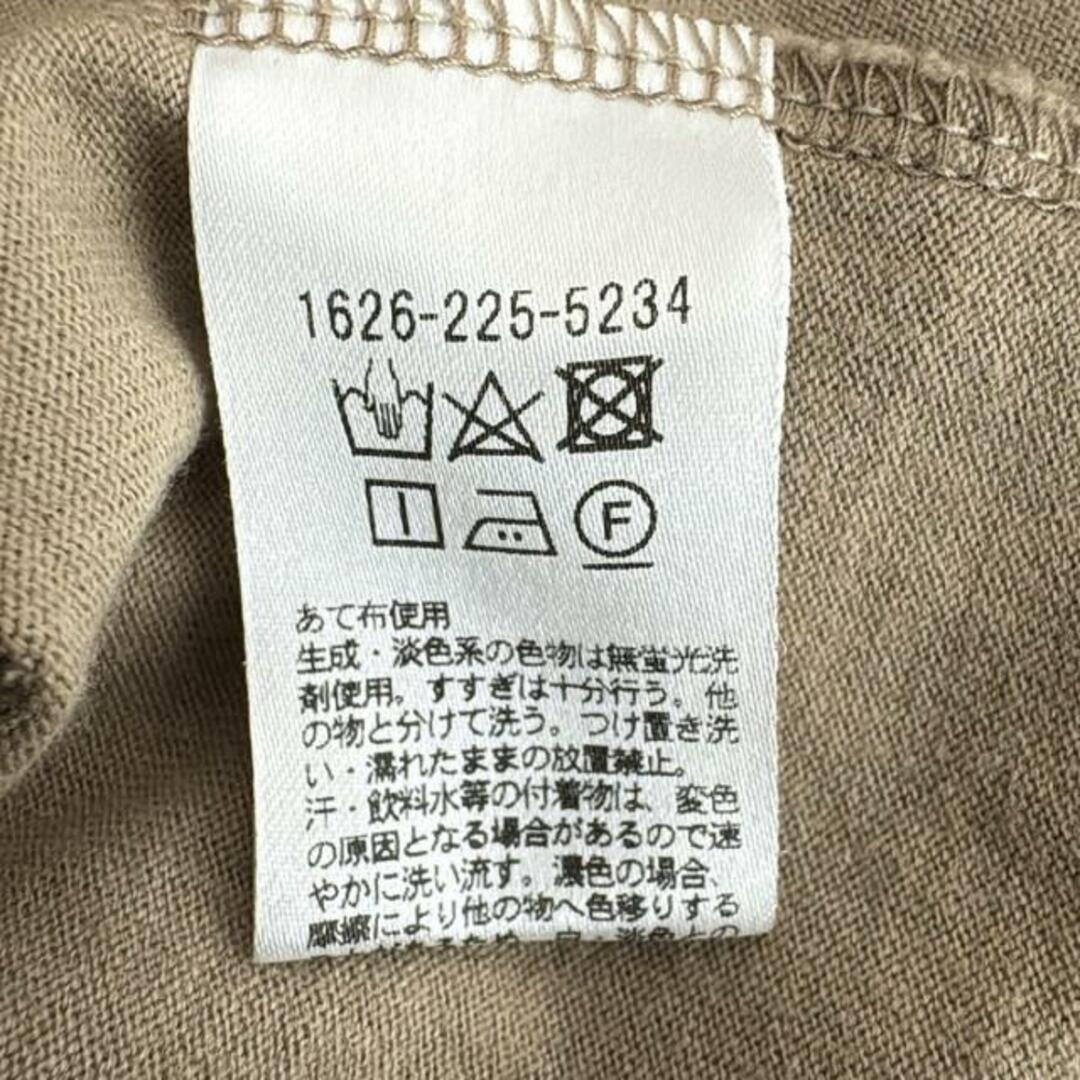 1626-225-5234
F
あて布使用
生成・淡色系の色物は無蛍光洗
剤使用。すすぎは十分行う。他
の物と分けて洗う。つけ置き洗
い・濡れたままの放置禁止。
汗・飲料水等の付着物は、変色
の原因となる場合があるので速
やかに洗い流す。濃色の場合、
摩擦により他の物へ色移りする